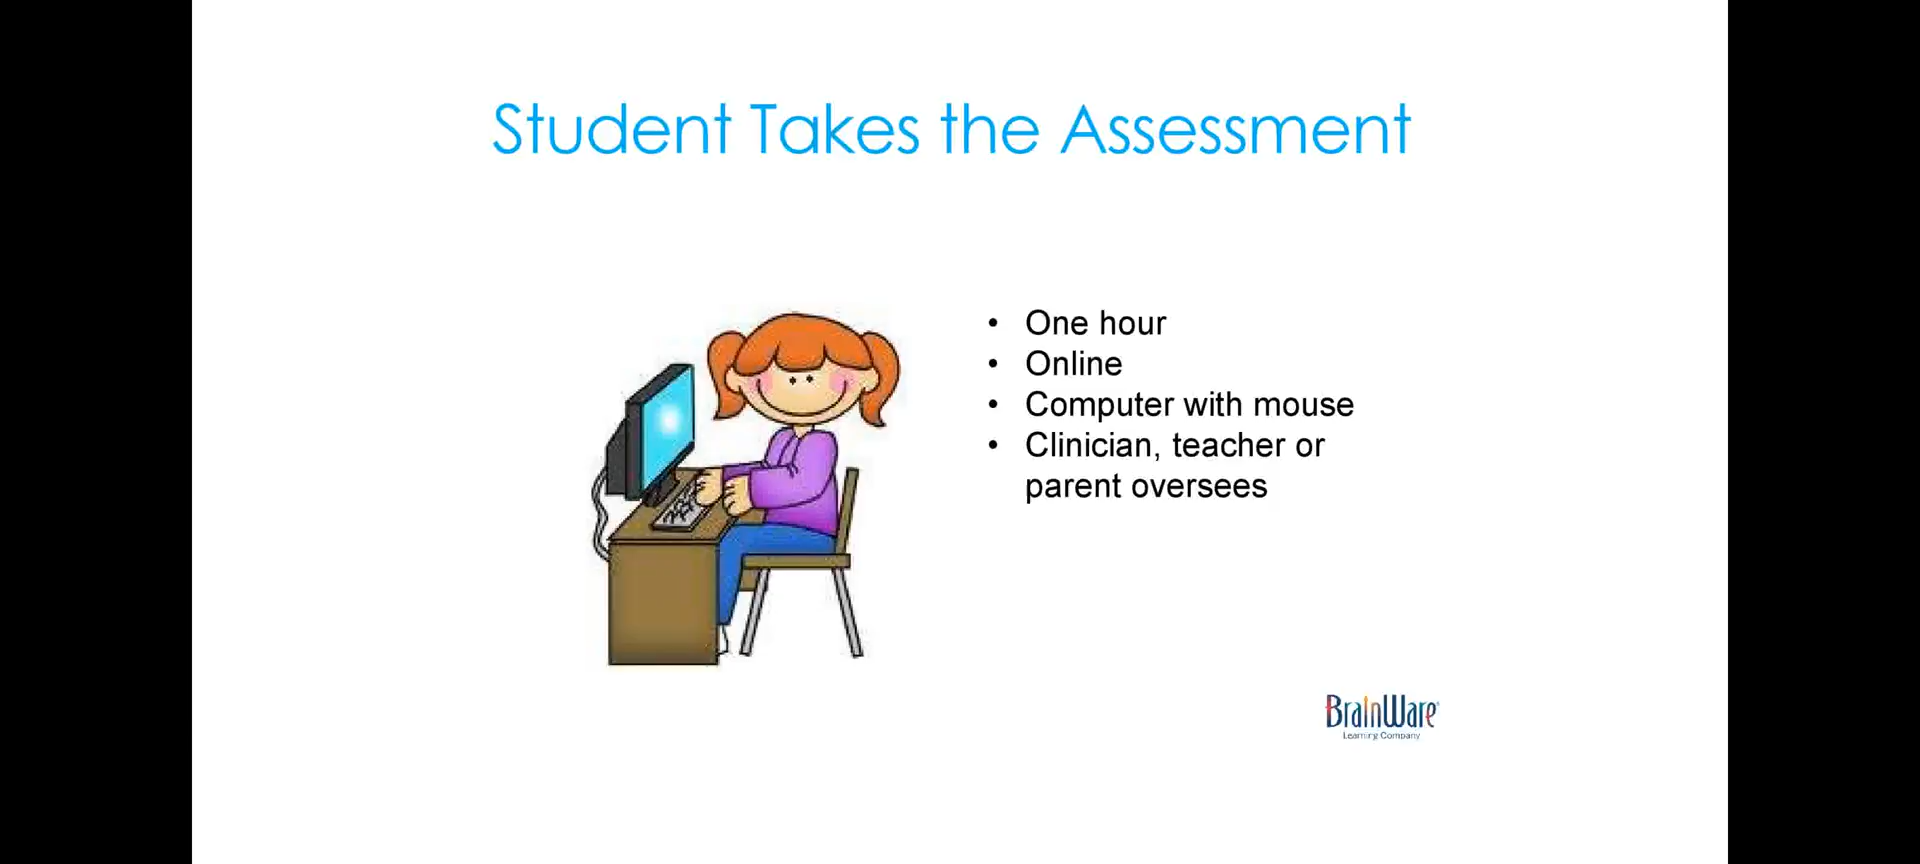 Student Takes the Assessment
• One hour
• Online
• Computer with mouse
• Clinician, teacher or
parent oversees
BrainWare
Learning Company